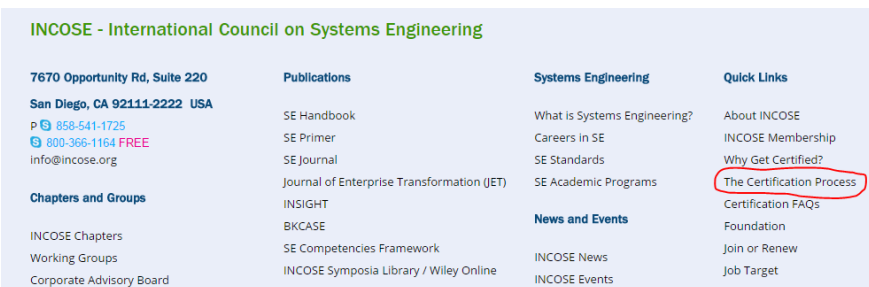 INCOSE - International Council on Systems Engineering
7670 Opportunity Rd, Suite 220
San Diego, CA 92111-2222 USA
P 858-541-1725
800-366-1164 FREE
info@incose.org
Chapters and Groups
INCOSE Chapters
Working Groups
Corporate Advisory Board
Publications
SE Handbook
SE Primer
SE Journal
Journal of Enterprise Transformation (JET)
INSIGHT
BKCASE
SE Competencies Framework
INCOSE Symposia Library / Wiley Online
Systems Engineering
What is Systems Engineering?
Careers in SE
SE Standards
SE Academic Programs
News and Events
INCOSE News
INCOSE Events
Quick Links
About INCOSE
INCOSE Membership
Why Get Certified?
The Certification Process
Certification FAQs
Foundation
Join or Renew
Job Target